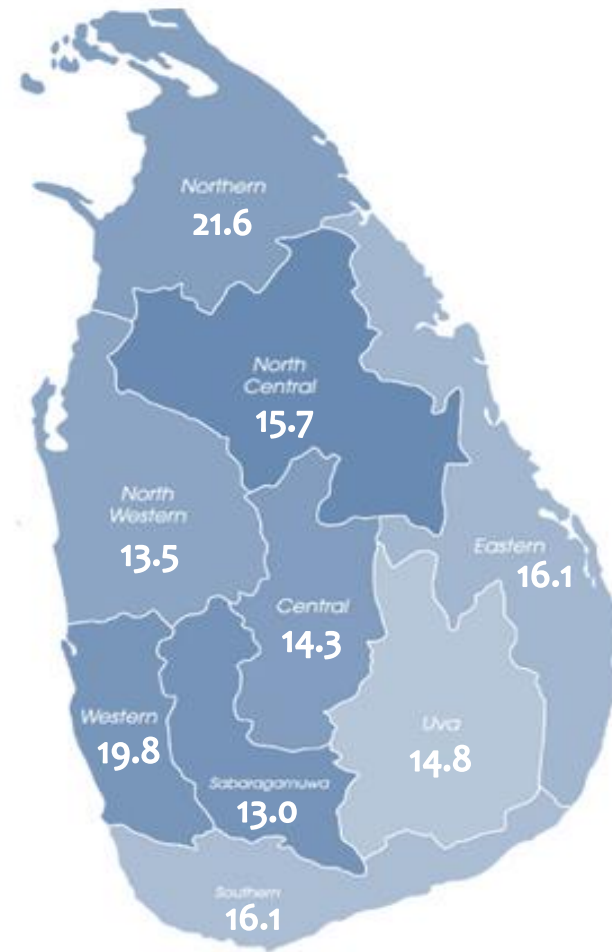 Northern
21.6
North
Central
15.7
North
Western
13.5
Eastern
16.1
Central
14.3
Western
19.8
Uva
14.8
Sabaragamuwa
13.0
Southern
16.1